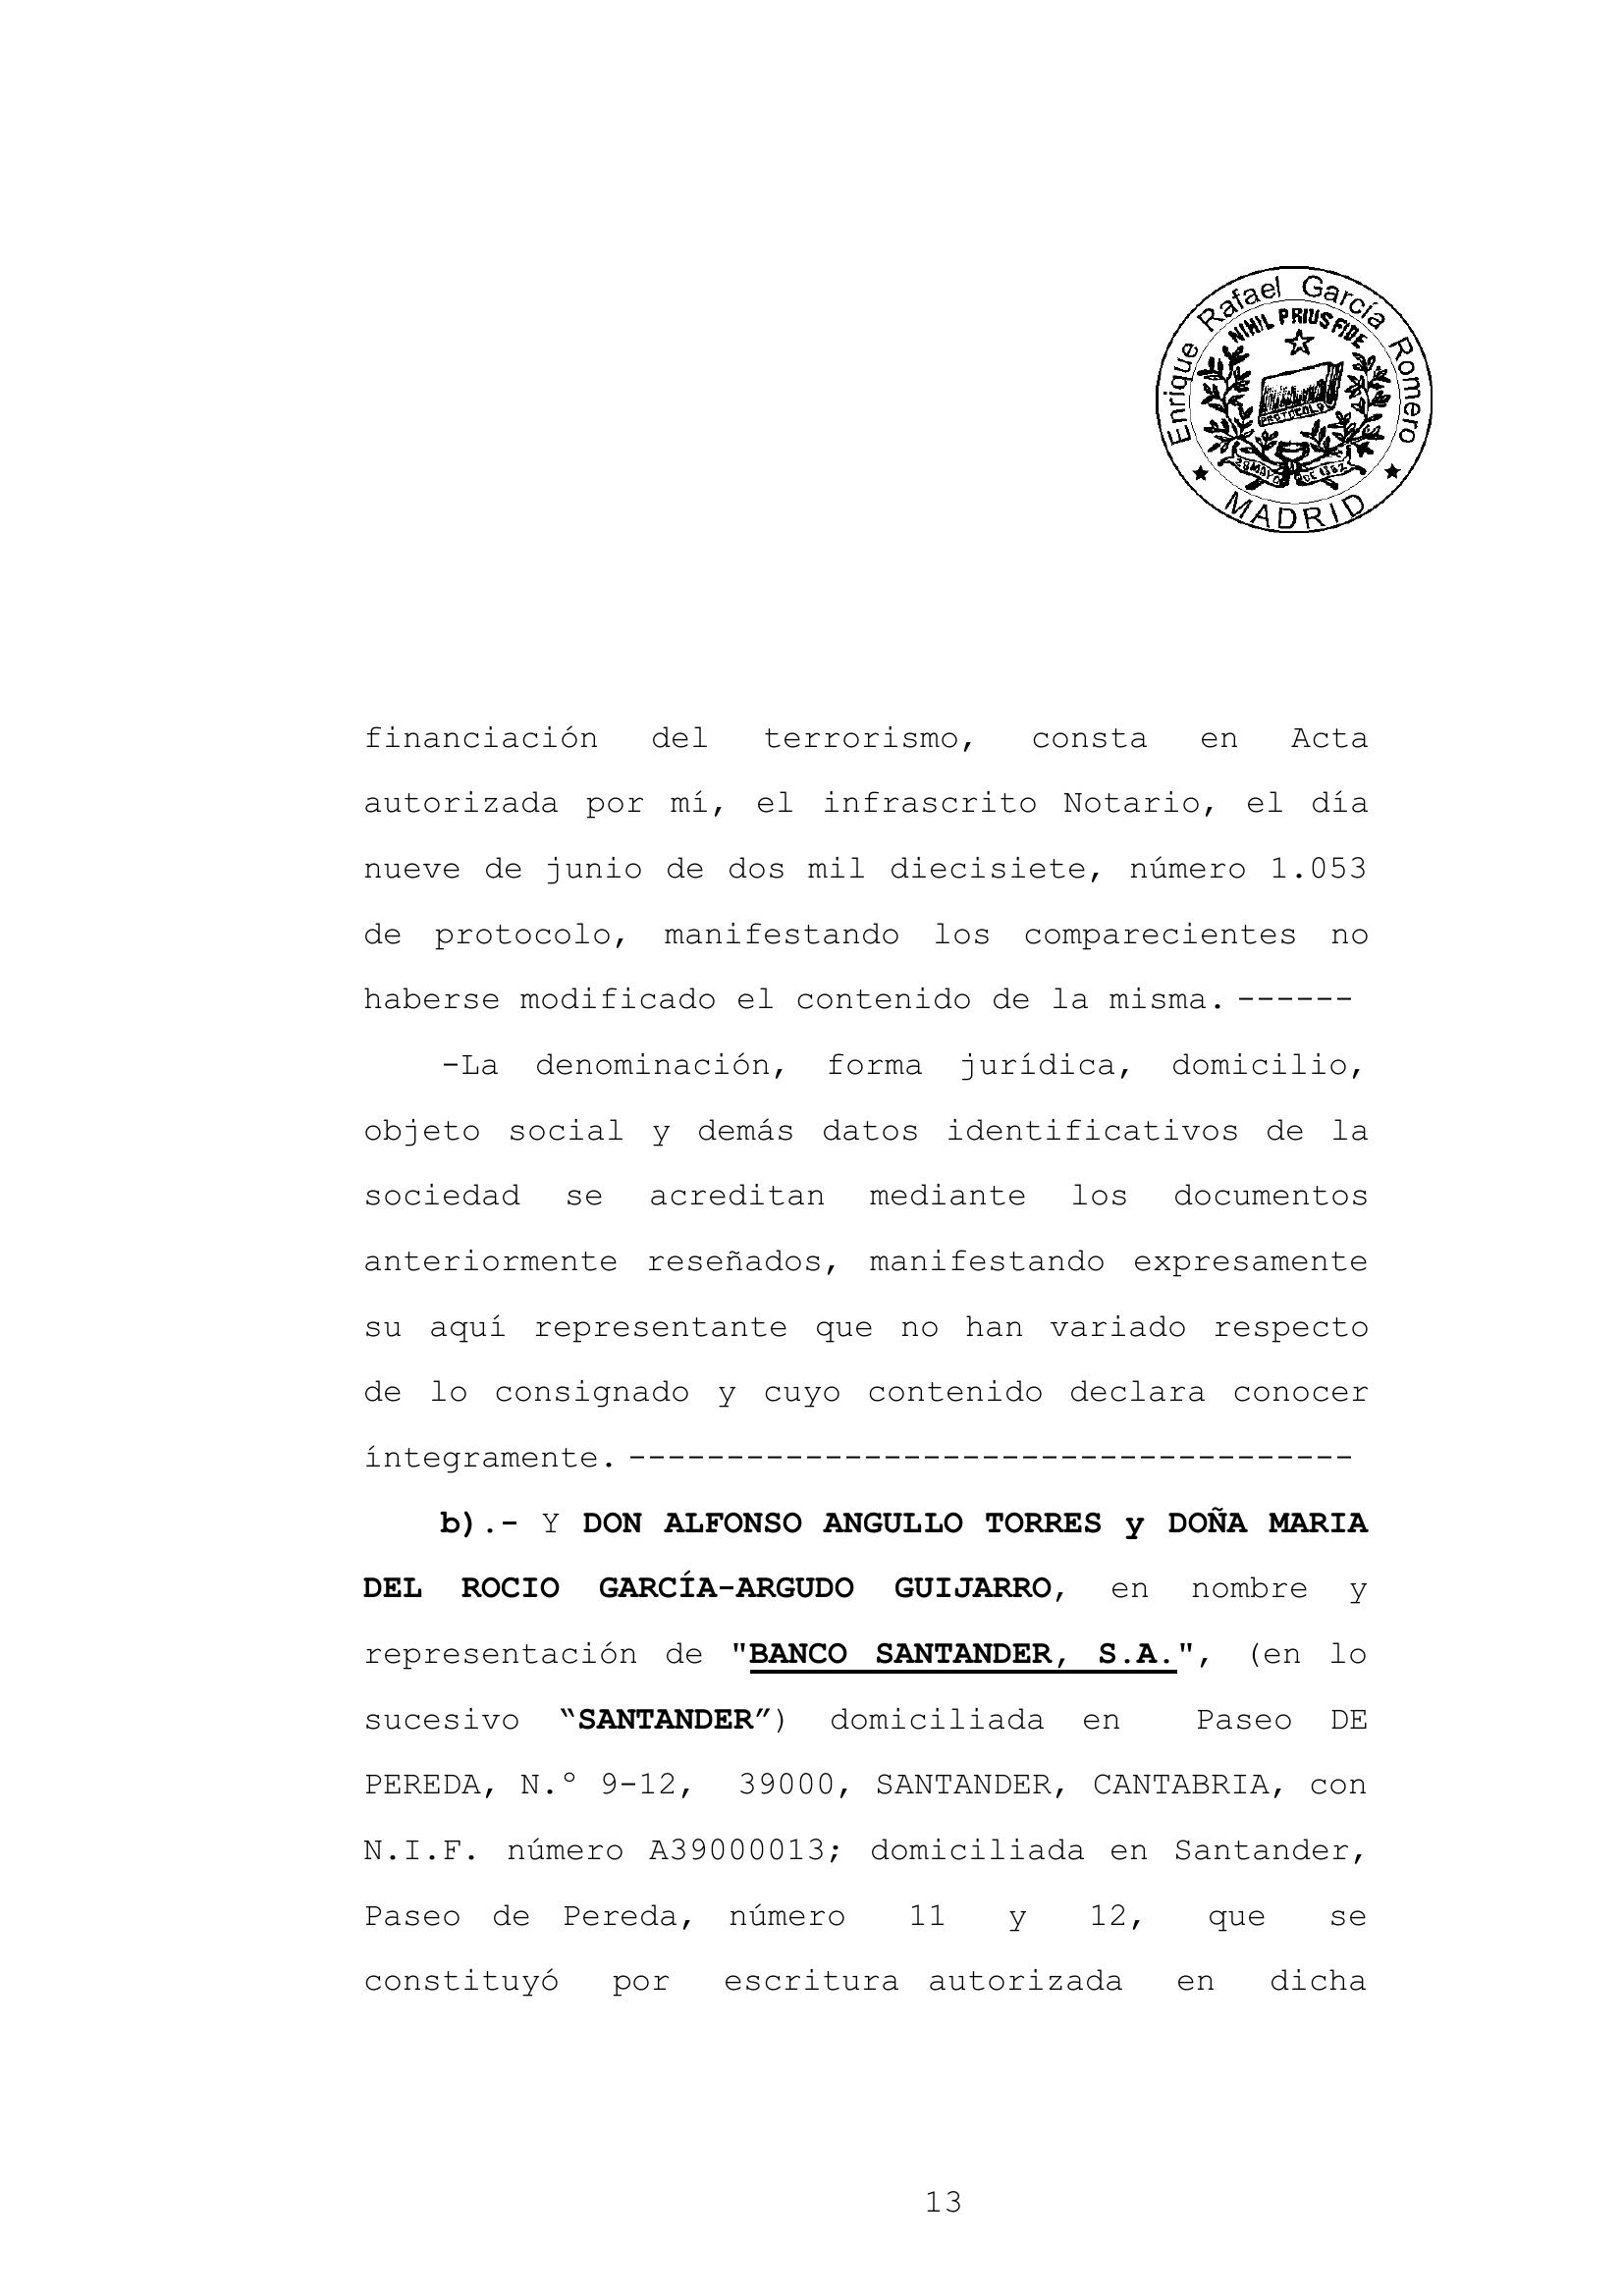 Enrique Rafael García Romero
NIHIL PRIUS FIDE
PROTOCOLO
28 MAYO DE 1862
MADRID
financiación del terrorismo, consta en Acta
autorizada por mí, el infrascrito Notario, el día
nueve de junio de dos mil diecisiete, número 1.053
de protocolo, manifestando los comparecientes no
haberse modificado el contenido de la misma. ------
-La denominación, forma jurídica, domicilio,
objeto social y demás datos identificativos de la
sociedad se acreditan mediante los documentos
anteriormente reseñados, manifestando expresamente
su aquí representante que no han variado respecto
de lo consignado y cuyo contenido declara conocer
íntegramente. -------------------------------------
b).- Y DON ALFONSO ANGULLO TORRES y DOÑA MARIA
DEL ROCIO GARCÍA-ARGUDO GUIJARRO, en nombre y
representación de "BANCO SANTANDER, S.A.", (en lo
sucesivo “SANTANDER”) domiciliada en Paseo DE
PEREDA, N.º 9-12, 39000, SANTANDER, CANTABRIA, con
N.I.F. número A39000013; domiciliada en Santander,
Paseo de Pereda, número 11 y 12, que se
constituyó por escritura autorizada en dicha
13